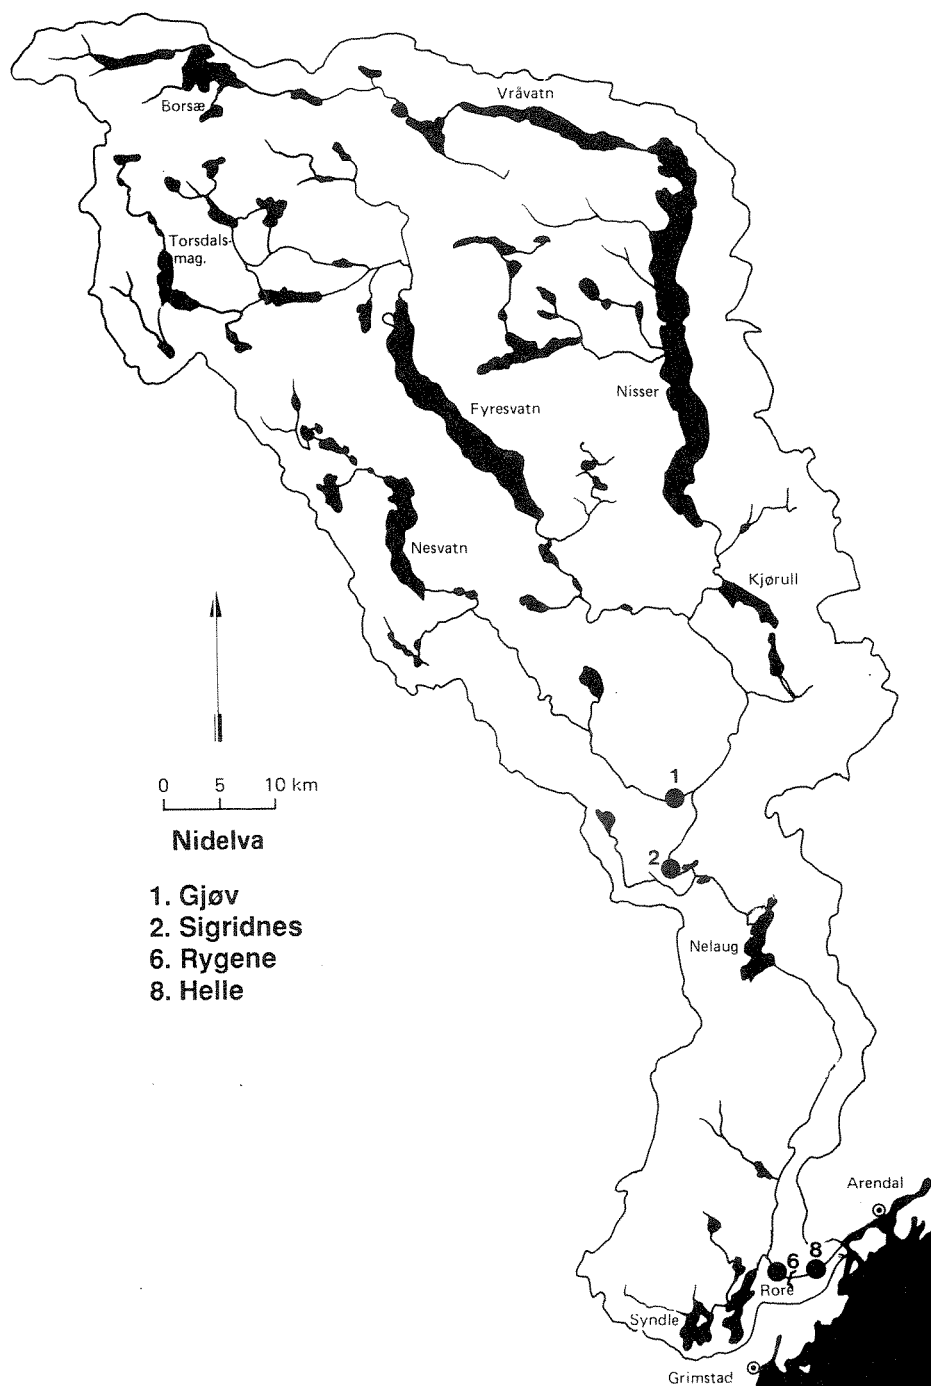 Vråvatn
Borsæ
Torsdals-
mag.
Nisser
Fyresvatn
Nesvatn
Kjørull
0 5 10 km
Nidelva
1
2
1. Gjøv
2. Sigridnes
6. Rygene
8. Helle
Nelaug
Arendal
6
8
Rore
Syndle
Grimstad